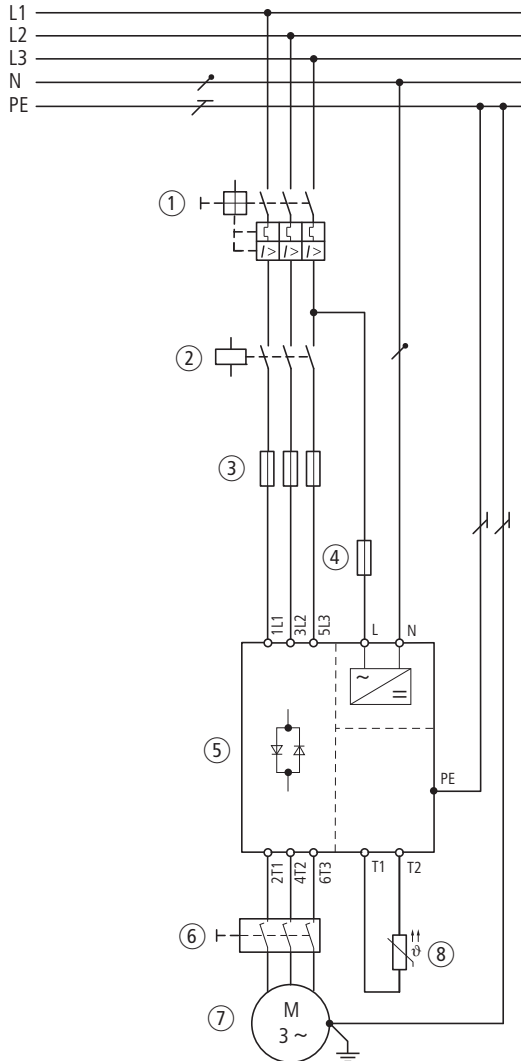 L1
L2
L3
N
PE
①
I> I> I>
②
③
④
1L1 3L2 5L3 L N
~
=
⑤
PE
2T1 4T2 6T3 T1 T2
⑥
ϑ ⑧
⑦ M
3 ~